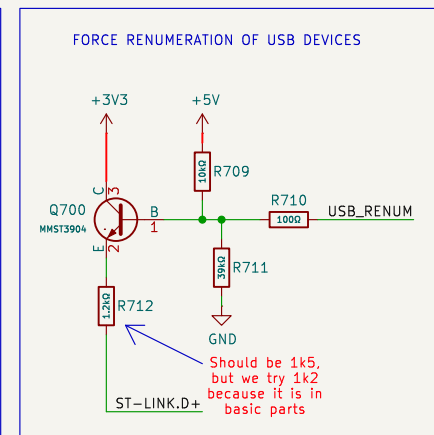 FORCE RENUMERATION OF USB DEVICES
+3V3
+5V
C
3
10kΩ
R709
Q700
MMST3904
B
1
R710
100Ω
USB_RENUM
E
2
39kΩ
R711
1.2kΩ
R712
GND
Should be 1k5,
but we try 1k2
because it is in
basic parts
ST-LINK.D+